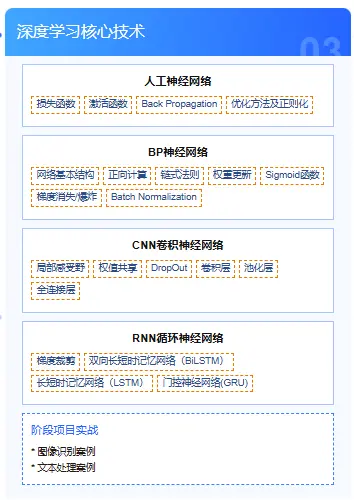 深度学习核心技术
03
人工神经网络
损失函数 激活函数 Back Propagation 优化方法及正则化
BP神经网络
网络基本结构 正向计算 链式法则 权重更新 Sigmoid函数
梯度消失/爆炸 Batch Normalization
CNN卷积神经网络
局部感受野 权值共享 DropOut 卷积层 池化层
全连接层
RNN循环神经网络
梯度裁剪 双向长短时记忆网络（BiLSTM）
长短时记忆网络（LSTM） 门控神经网络(GRU)
阶段项目实战
* 图像识别案例
* 文本处理案例